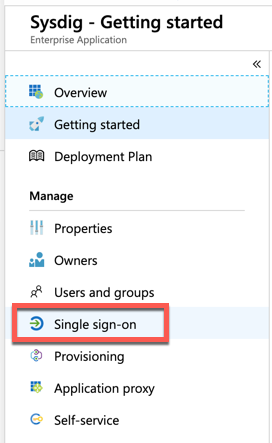 Sysdig - Getting started
Enterprise Application
«
Overview
Getting started
Deployment Plan
Manage
Properties
Owners
Users and groups
Single sign-on
Provisioning
Application proxy
Self-service